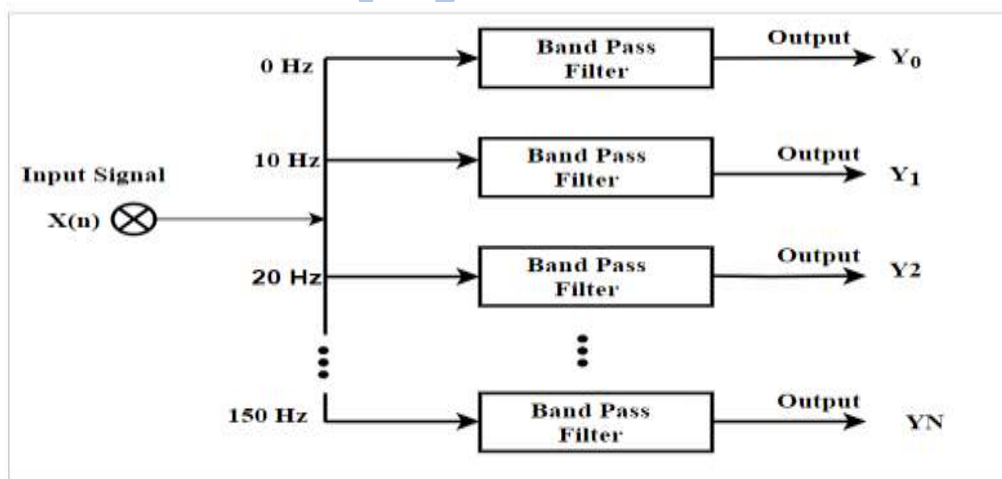 0 Hz
Band Pass
Filter
Output
Y₀
10 Hz
Band Pass
Filter
Output
Y₁
Input Signal
X(n)
20 Hz
Band Pass
Filter
Output
Y2
150 Hz
Band Pass
Filter
Output
YN